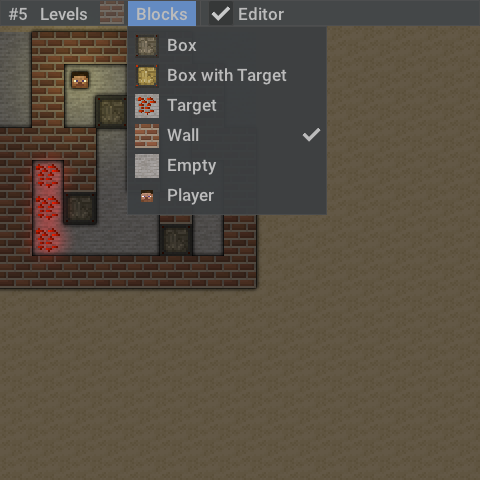 #5 Levels Blocks Editor
Box
Box with Target
Target
Wall
Empty
Player